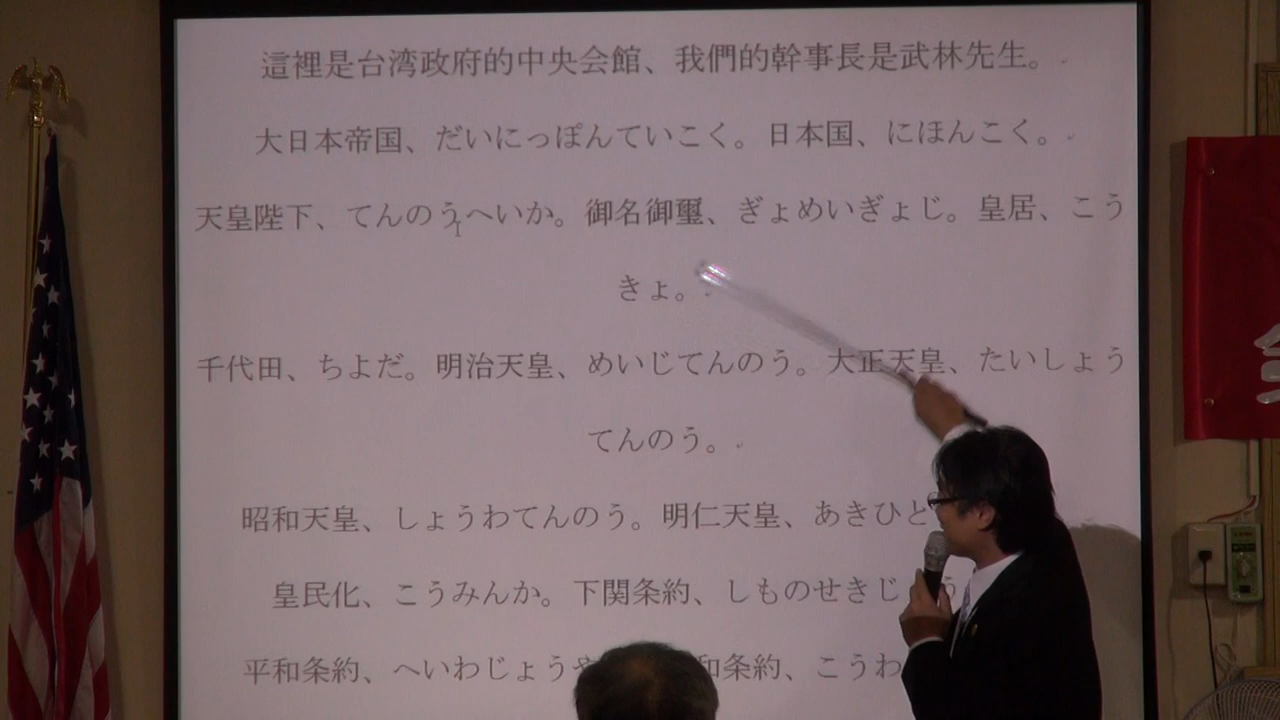 這裡是台湾政府的中央会館、我們的幹事長是武林先生。
大日本帝国、だいにっぽんていこく。日本国、にほんこく。
天皇陛下、てんのうへいか。御名御璽、ぎょめいぎょじ。皇居、こう
きょ。
千代田、ちよだ。明治天皇、めいじてんのう。大正天皇、たいしょう
てんのう。
昭和天皇、しょうわてんのう。明仁天皇、あきひと
皇民化、こうみんか。下関条約、しものせきじ
平和条約、へいわじょうや 和条約、こうわ